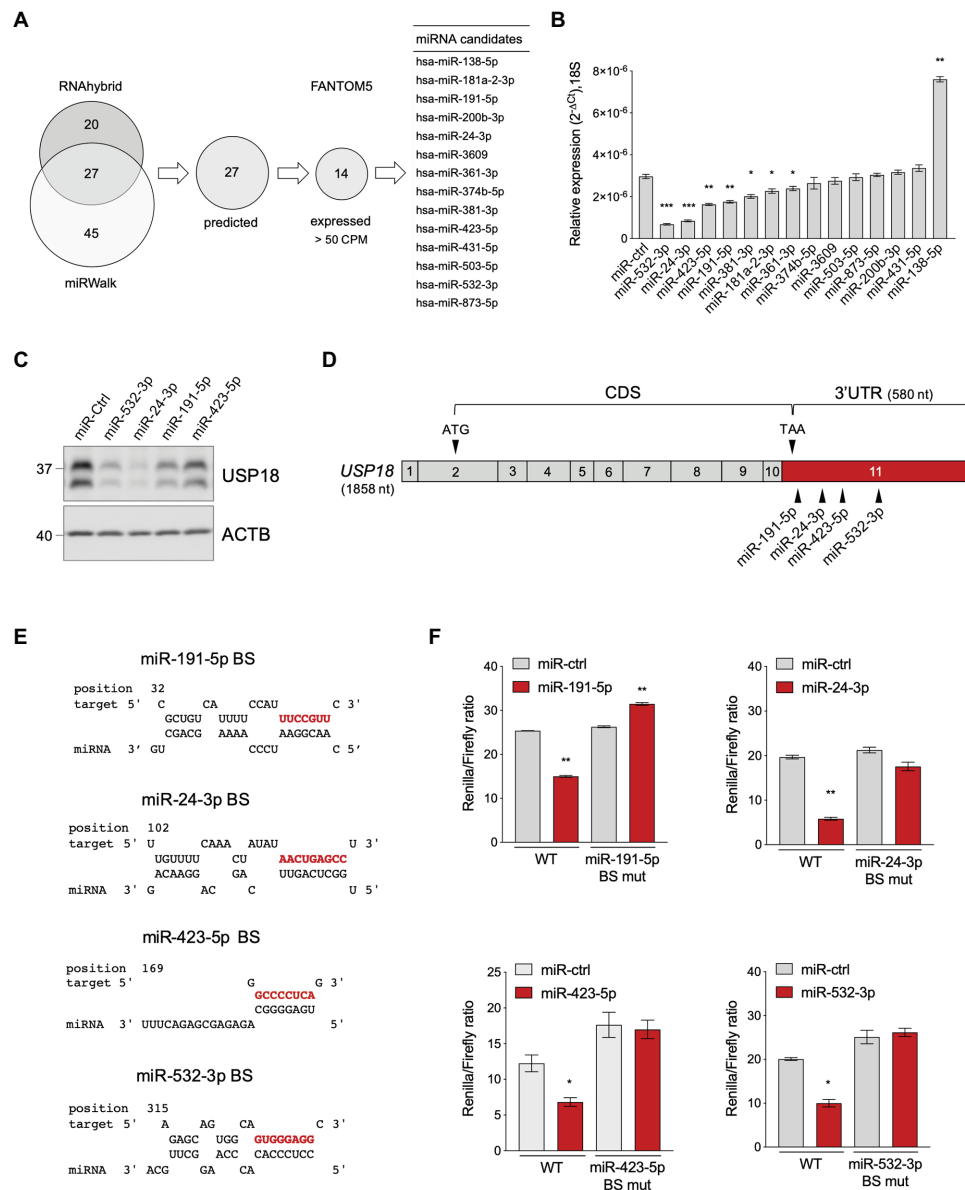 A
RNAhybrid
20
27
45
miRWalk
27
predicted
FANTOM5
14
expressed
> 50 CPM
miRNA candidates
hsa-miR-138-5p
hsa-miR-181a-2-3p
hsa-miR-191-5p
hsa-miR-200b-3p
hsa-miR-24-3p
hsa-miR-3609
hsa-miR-361-3p
hsa-miR-374b-5p
hsa-miR-381-3p
hsa-miR-423-5p
hsa-miR-431-5p
hsa-miR-503-5p
hsa-miR-532-3p
hsa-miR-873-5p
B
Relative expression (2^-ΔCt),18S
8×10^-6
6×10^-6
4×10^-6
2×10^-6
0
*** *** ** ** * * * **
miR-ctrl
miR-532-3p
miR-24-3p
miR-423-5p
miR-191-5p
miR-381-3p
miR-181a-2-3p
miR-361-3p
miR-374b-5p
miR-3609
miR-503-5p
miR-873-5p
miR-200b-3p
miR-431-5p
miR-138-5p
C
miR-Ctrl
miR-532-3p
miR-24-3p
miR-191-5p
miR-423-5p
37
USP18
40
ACTB
D
CDS
3'UTR (580 nt)
ATG
TAA
USP18
(1858 nt)
1 2 3 4 5 6 7 8 9 10 11
miR-191-5p
miR-24-3p
miR-423-5p
miR-532-3p
E
miR-191-5p BS
position 32
target 5' C CA CCAU C 3'
GCUGU UUUU UUCCGUU
CGACG AAAA AAGGCAA
miRNA 3' GU CCCU C 5'
miR-24-3p BS
position 102
target 5' U CAAA AUAU U 3'
UGUUUU CU AACUGAGCC
ACAAGG GA UUGACUCGG
miRNA 3' G AC C U 5'
miR-423-5p BS
position 169
target 5' G G 3'
GCCCCUCA
CGGGGAGU
miRNA 3' UUUCAGAGCGAGAGA 5'
miR-532-3p BS
position 315
target 5' A AG CA C 3'
GAGC UGG GUGGGAGG
UUCG ACC CACCCUCC
miRNA 3' ACG GA CA 5'
F
Renilla/Firefly ratio
40
30
20
10
0
miR-ctrl
miR-191-5p
**
**
WT
miR-191-5p
BS mut
Renilla/Firefly ratio
40
30
20
10
0
miR-ctrl
miR-24-3p
**
WT
miR-24-3p
BS mut
Renilla/Firefly ratio
25
20
15
10
5
0
miR-ctrl
miR-423-5p
*
WT
miR-423-5p
BS mut
Renilla/Firefly ratio
40
30
20
10
0
miR-ctrl
miR-532-3p
*
WT
miR-532-3p
BS mut